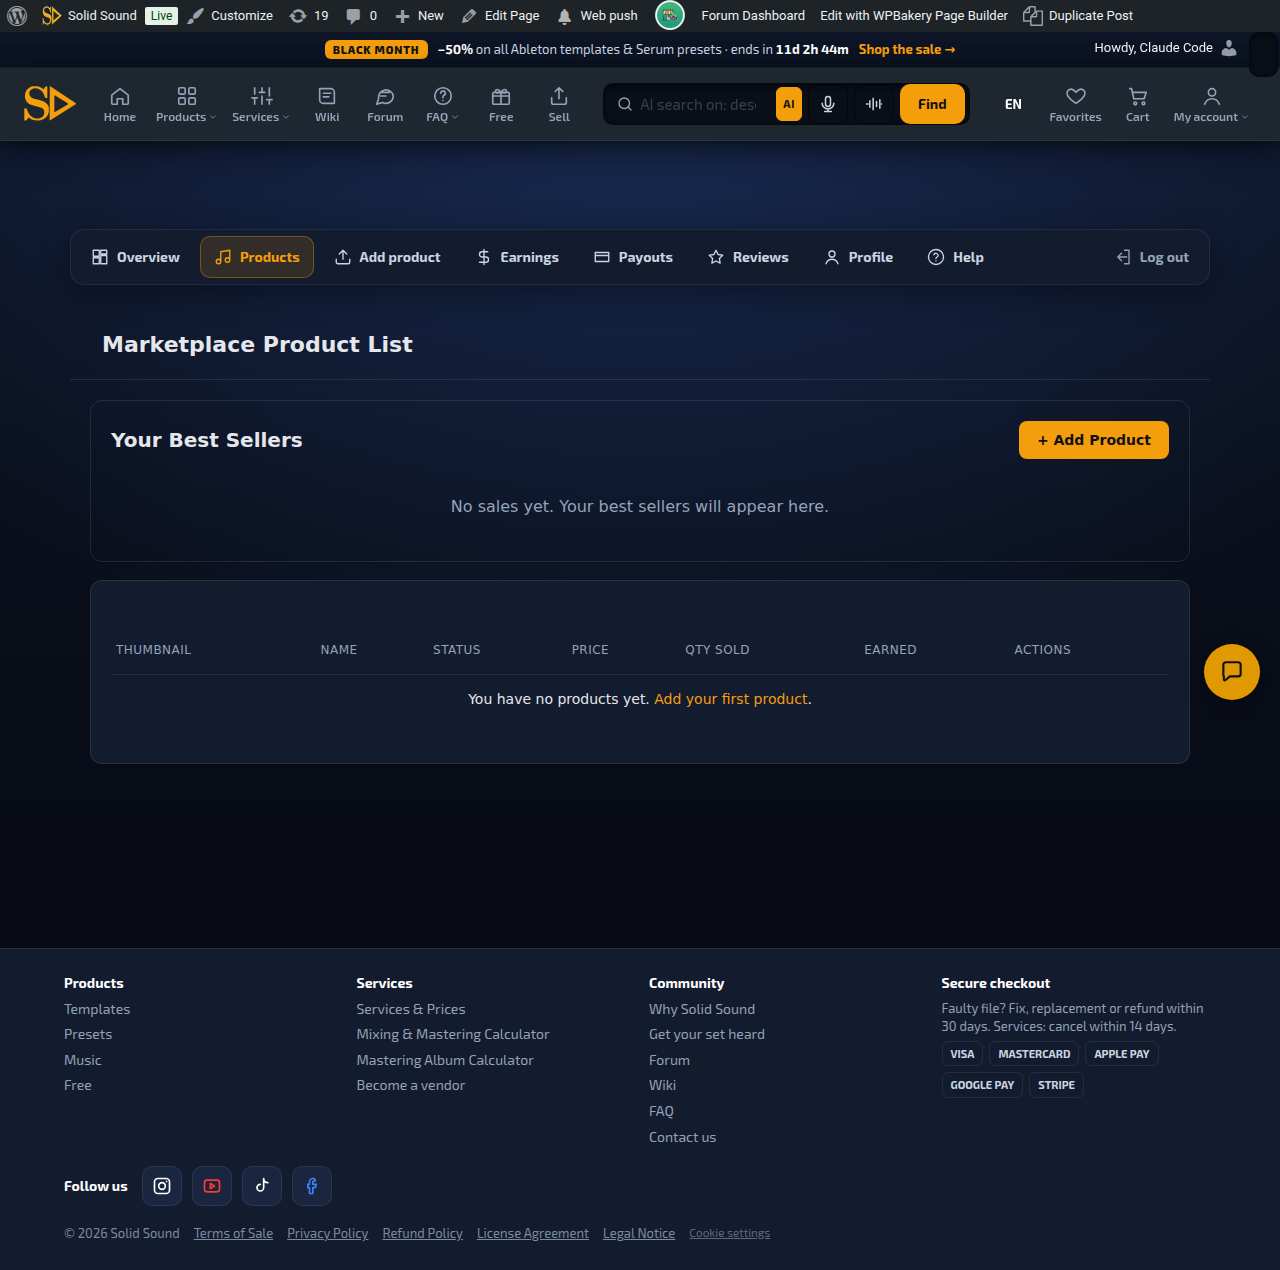 Solid Sound Live Customize 19 0 New Edit Page Web push Forum Dashboard Edit with WPBakery Page Builder Duplicate Post
BLACK MONTH −50% on all Ableton templates & Serum presets · ends in 11d 2h 44m Shop the sale → Howdy, Claude Code
Home Products Services Wiki Forum FAQ Free Sell AI search on: des AI Find EN Favorites Cart My account
Overview Products Add product Earnings Payouts Reviews Profile Help Log out
Marketplace Product List
Your Best Sellers + Add Product
No sales yet. Your best sellers will appear here.
THUMBNAIL NAME STATUS PRICE QTY SOLD EARNED ACTIONS
You have no products yet. Add your first product.
Products Services Community Secure checkout
Templates Services & Prices Why Solid Sound Faulty file? Fix, replacement or refund within
30 days. Services: cancel within 14 days.
Presets Mixing & Mastering Calculator Get your set heard
Music Mastering Album Calculator Forum VISA MASTERCARD APPLE PAY
Free Become a vendor Wiki GOOGLE PAY STRIPE
FAQ
Contact us
Follow us
© 2026 Solid Sound Terms of Sale Privacy Policy Refund Policy License Agreement Legal Notice Cookie settings